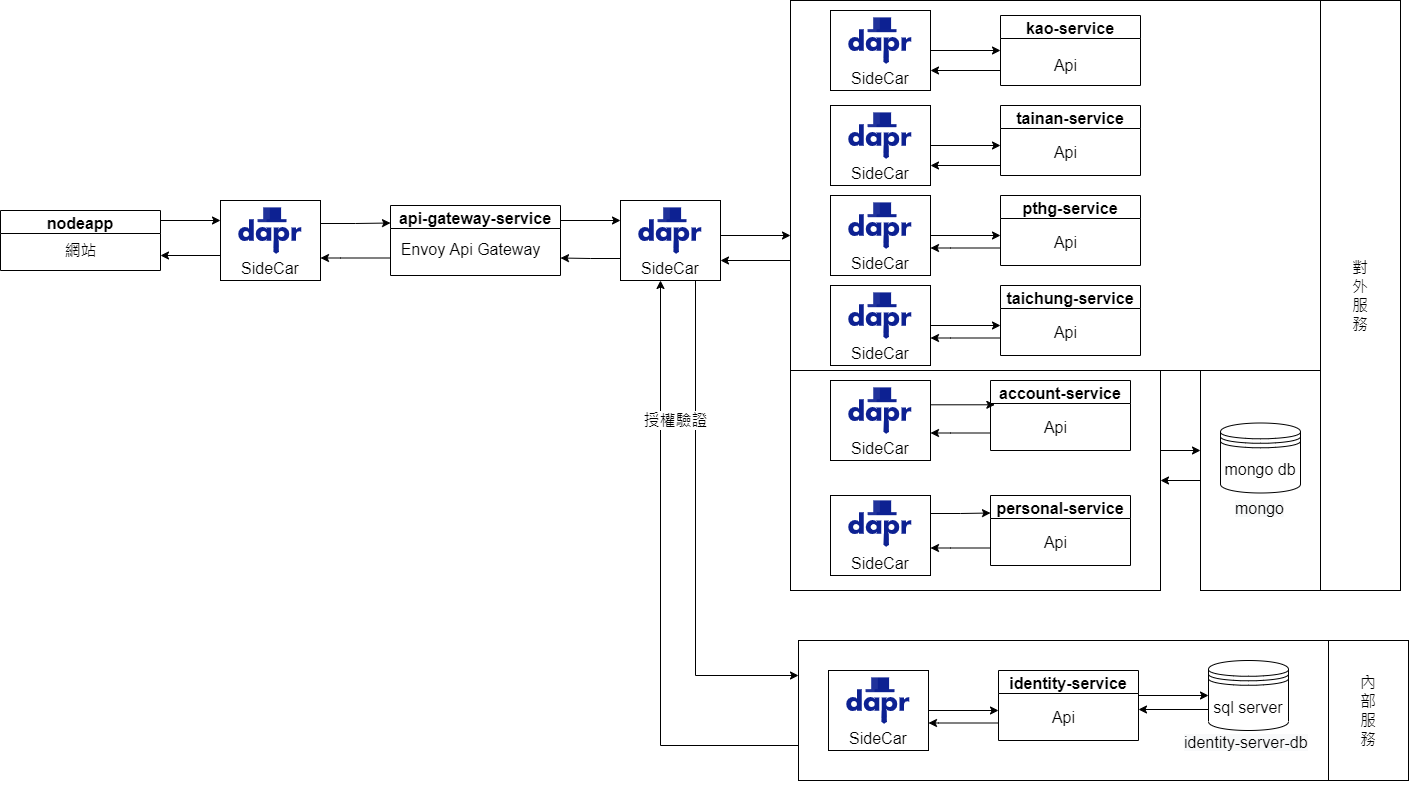 nodeapp
網站
dapr
SideCar
api-gateway-service
Envoy Api Gateway
dapr
SideCar
授權驗證
dapr
SideCar
kao-service
Api
dapr
SideCar
tainan-service
Api
dapr
SideCar
pthg-service
Api
dapr
SideCar
taichung-service
Api
dapr
SideCar
account-service
Api
dapr
SideCar
personal-service
Api
mongo db
mongo
對外服務
dapr
SideCar
identity-service
Api
sql server
identity-server-db
內部服務